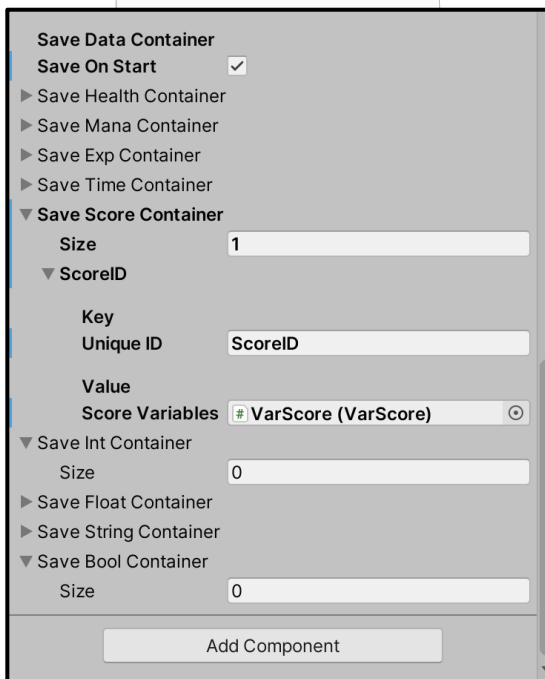 Save Data Container
Save On Start
Save Health Container
Save Mana Container
Save Exp Container
Save Time Container
Save Score Container
Size 1
ScoreID
Key
Unique ID ScoreID
Value
Score Variables # VarScore (VarScore)
Save Int Container
Size 0
Save Float Container
Save String Container
Save Bool Container
Size 0
Add Component